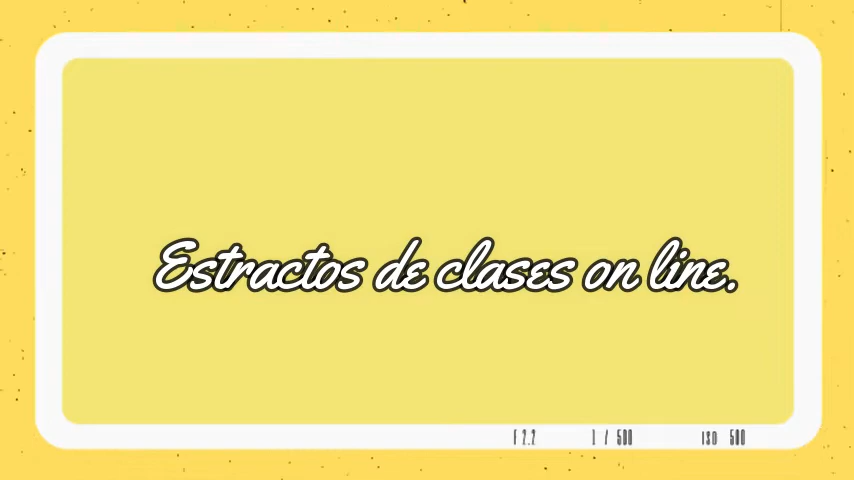 Estractos de clases on line.
f 2.2 1 / 500 ISO 500